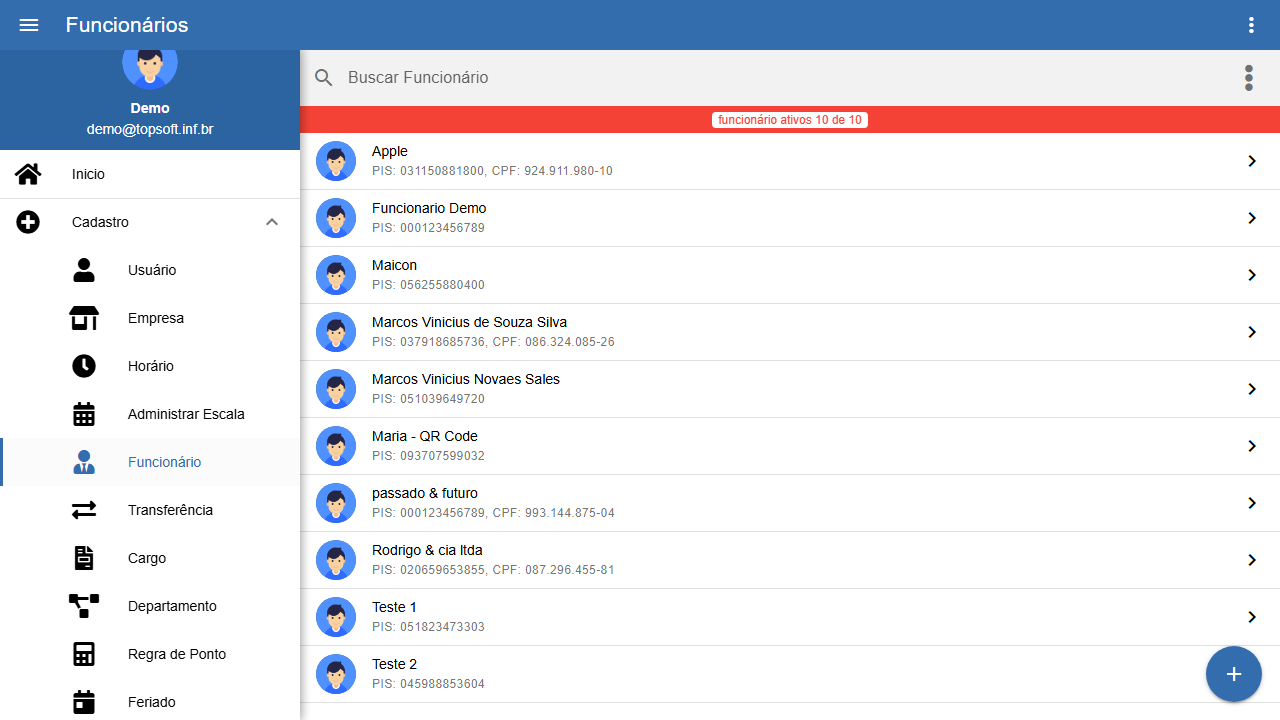 Funcionários
Demo
demo@topsoft.inf.br
Inicio
Cadastro
Usuário
Empresa
Horário
Administrar Escala
Funcionário
Transferência
Cargo
Departamento
Regra de Ponto
Feriado
Buscar Funcionário
funcionário ativos 10 de 10
Apple
PIS: 031150881800, CPF: 924.911.980-10
Funcionario Demo
PIS: 000123456789
Maicon
PIS: 056255880400
Marcos Vinicius de Souza Silva
PIS: 037918685736, CPF: 086.324.085-26
Marcos Vinicius Novaes Sales
PIS: 051039649720
Maria - QR Code
PIS: 093707599032
passado & futuro
PIS: 000123456789, CPF: 993.144.875-04
Rodrigo & cia ltda
PIS: 020659653855, CPF: 087.296.455-81
Teste 1
PIS: 051823473303
Teste 2
PIS: 045988853604